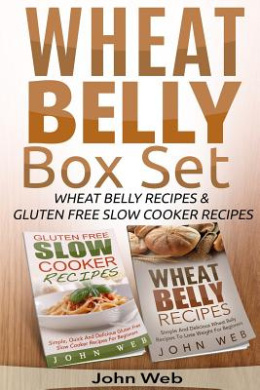 WHEAT
BELLY
Box Set
WHEAT BELLY RECIPES &
GLUTEN FREE SLOW COOKER RECIPES
GLUTEN FREE
SLOW
COOKER
RECIPES
Simple, Quick And Delicious Gluten Free
Slow Cooker Recipes For Beginners
JOHN WEB
WHEAT
BELLY
RECIPES
Simple And Delicious Wheat Belly
Recipes To Lose Weight For Beginners
JOHN WEB
John Web